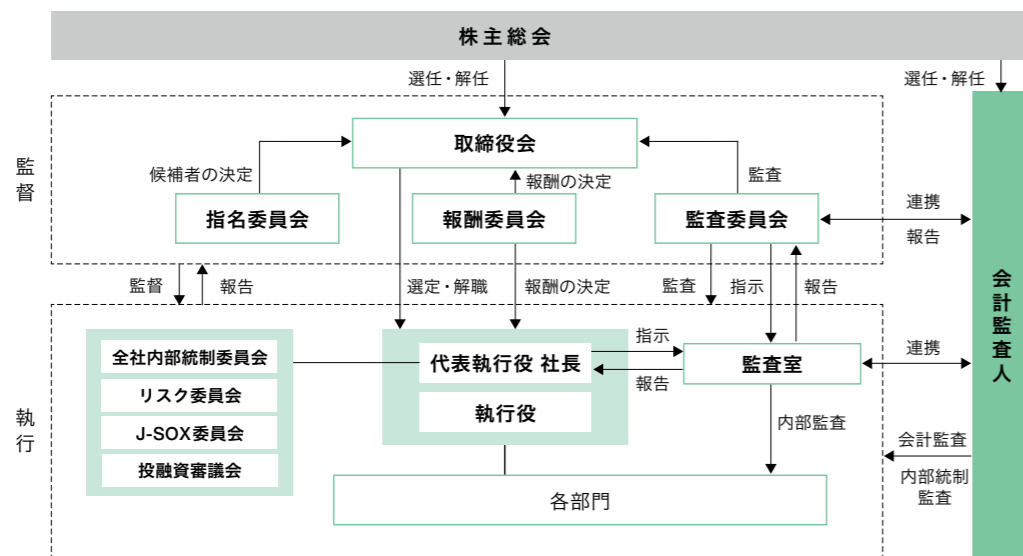 株主総会
選任・解任
選任・解任
監督
取締役会
候補者の決定
報酬の決定
監査
指名委員会
報酬委員会
監査委員会
連携
報告
監督
報告
選定・解職
報酬の決定
監査
指示
報告
会計監査人
執行
全社内部統制委員会
リスク委員会
J-SOX委員会
投融資審議会
代表執行役 社長
執行役
指示
報告
監査室
連携
内部監査
会計監査
内部統制
監査
各部門